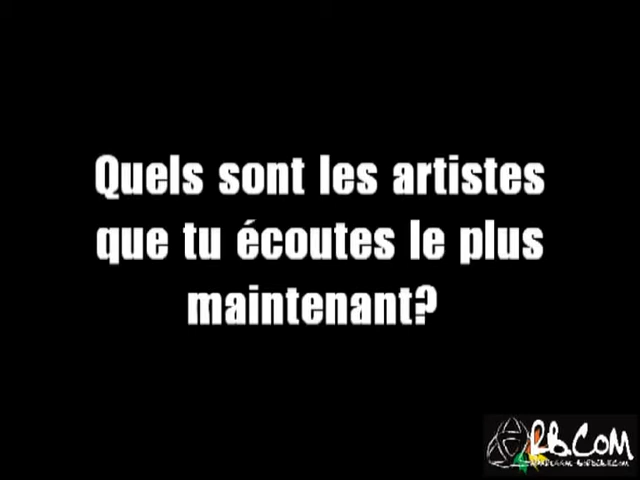 Quels sont les artistes
que tu écoutes le plus
maintenant?
RB.COM